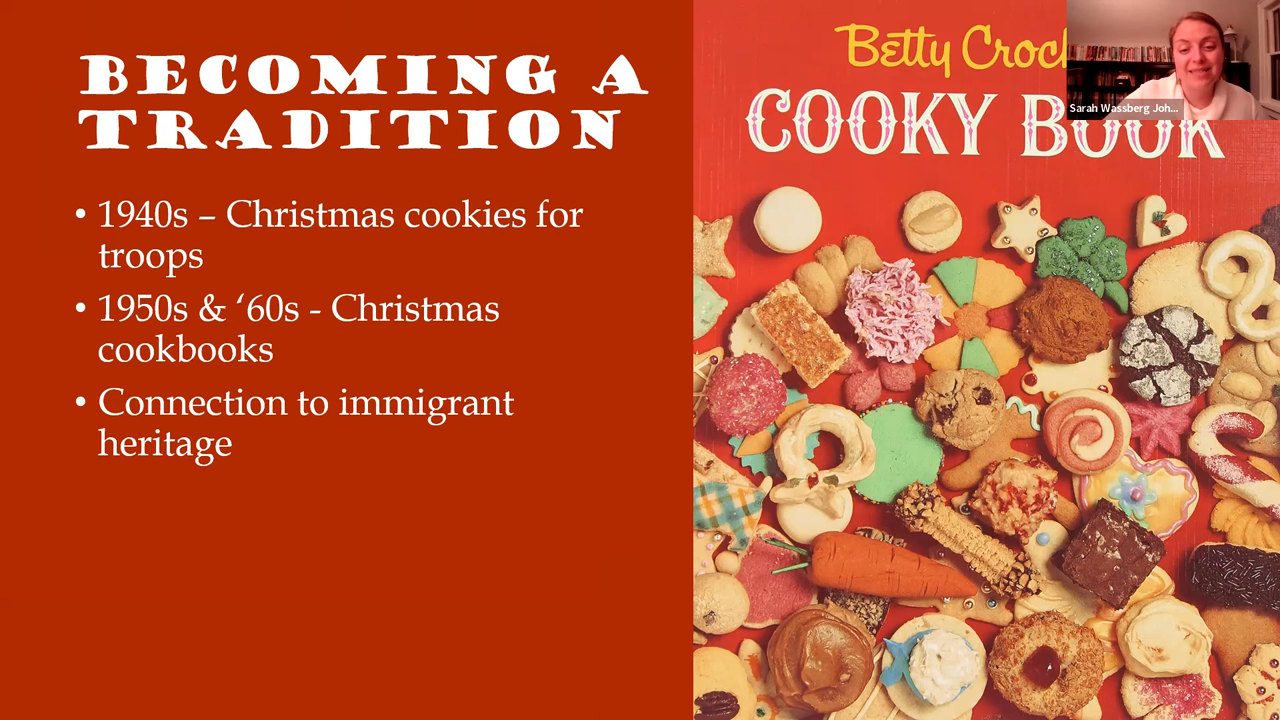 BECOMING A
TRADITION
• 1940s – Christmas cookies for
troops
• 1950s & ‘60s - Christmas
cookbooks
• Connection to immigrant
heritage
Betty Croc
COOKY BOOK
Sarah Wassberg Joh...